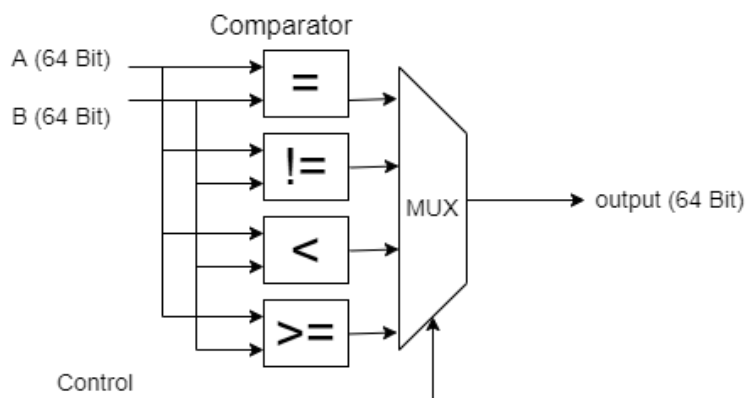 Comparator
A (64 Bit)
B (64 Bit)
=
!=
<
>=
MUX
output (64 Bit)
Control